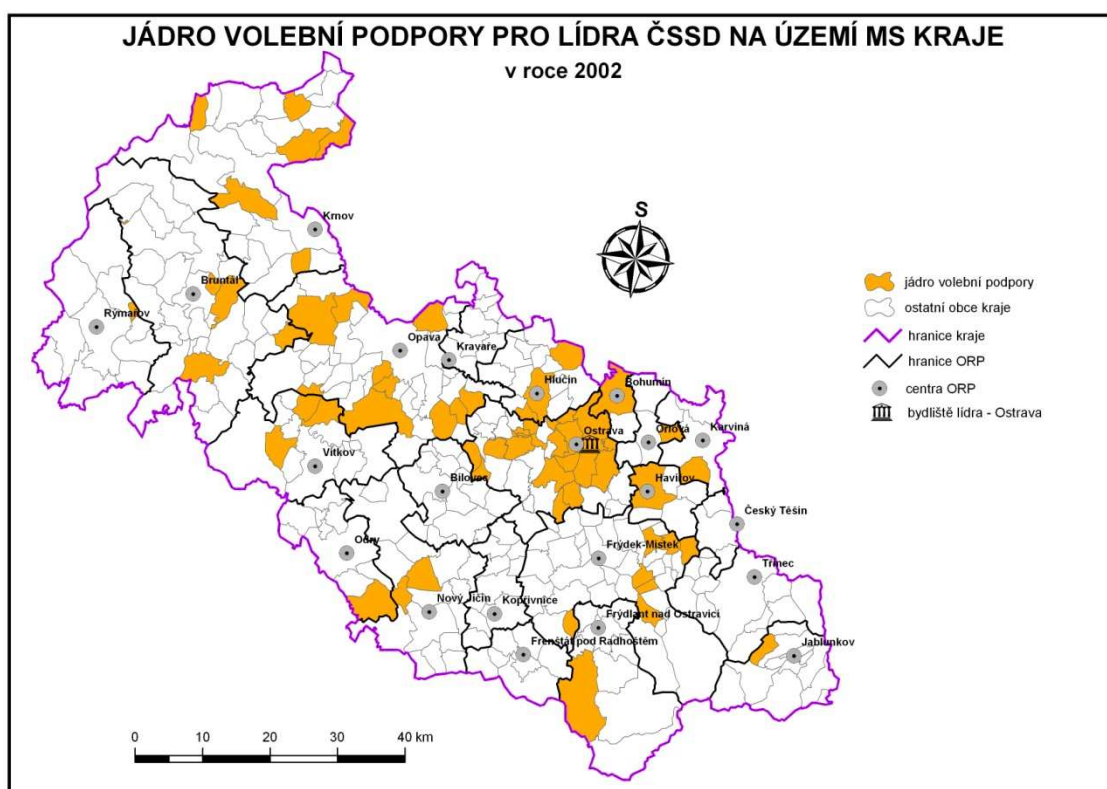 JÁDRO VOLEBNÍ PODPORY PRO LÍDRA ČSSD NA ÚZEMÍ MS KRAJE
v roce 2002
S
Krnov
Bruntál
Rýmařov
Opava
Kravaře
Hlučín
Bohumín
Ostrava
Orlová
Karviná
Vítkov
Bílovec
Havířov
Český Těšín
Odry
Frýdek-Místek
Třinec
Nový Jičín
Kopřivnice
Frýdlant nad Ostravicí
Frenštát pod Radhoštěm
Jablunkov
jádro volební podpory
ostatní obce kraje
hranice kraje
hranice ORP
centra ORP
bydliště lídra - Ostrava
0 10 20 30 40 km